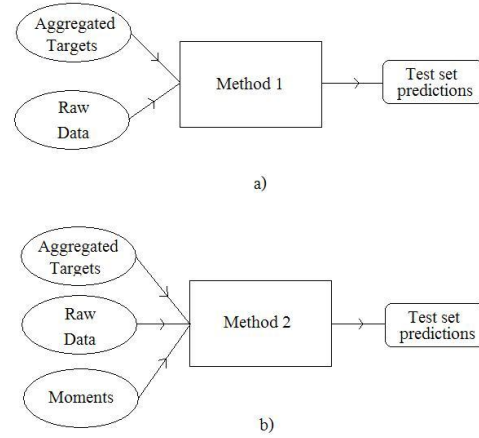 Aggregated
Targets
Raw
Data
Method 1
Test set
predictions
a)
Aggregated
Targets
Raw
Data
Moments
Method 2
Test set
predictions
b)